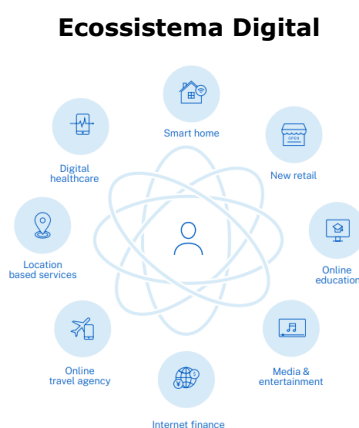 Ecossistema Digital
Smart home
Digital
healthcare
New retail
OPEN
Location
based services
Online
education
Online
travel agency
Media &
entertainment
Internet finance